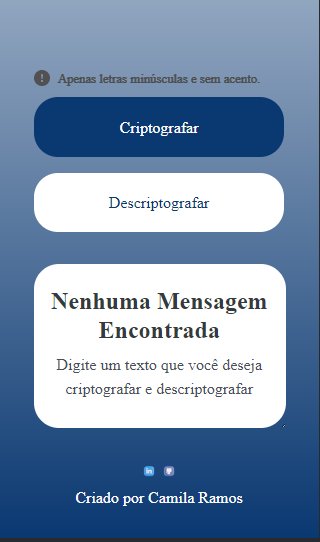 Apenas letras minúsculas e sem acento.
Criptografar
Descriptografar
Nenhuma Mensagem
Encontrada
Digite um texto que você deseja
criptografar e descriptografar
in
Criado por Camila Ramos